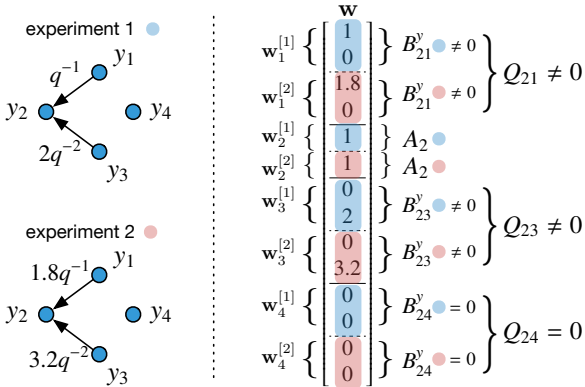 experiment 1
y₁
q⁻¹
y₂
y₄
2q⁻²
y₃
experiment 2
y₁
1.8q⁻¹
y₂
y₄
3.2q⁻²
y₃
w
w₁^[1] { 1 0 } B₂₁^y ≠ 0
w₁^[2] { 1.8 0 } B₂₁^y ≠ 0
} Q₂₁ ≠ 0
w₂^[1] { 1 } A₂
w₂^[2] { 1 } A₂
w₃^[1] { 0 2 } B₂₃^y ≠ 0
w₃^[2] { 0 3.2 } B₂₃^y ≠ 0
} Q₂₃ ≠ 0
w₄^[1] { 0 0 } B₂₄^y = 0
w₄^[2] { 0 0 } B₂₄^y = 0
} Q₂₄ = 0